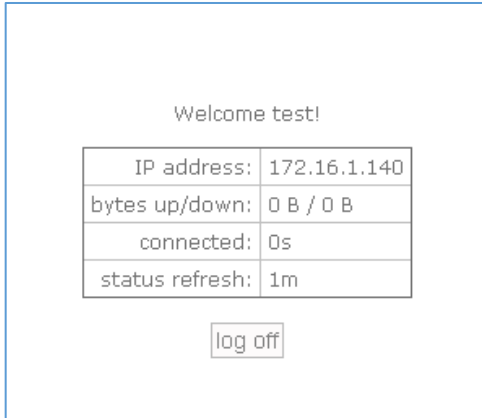 Welcome test!
IP address: 172.16.1.140
bytes up/down: 0 B / 0 B
connected: 0s
status refresh: 1m
log off